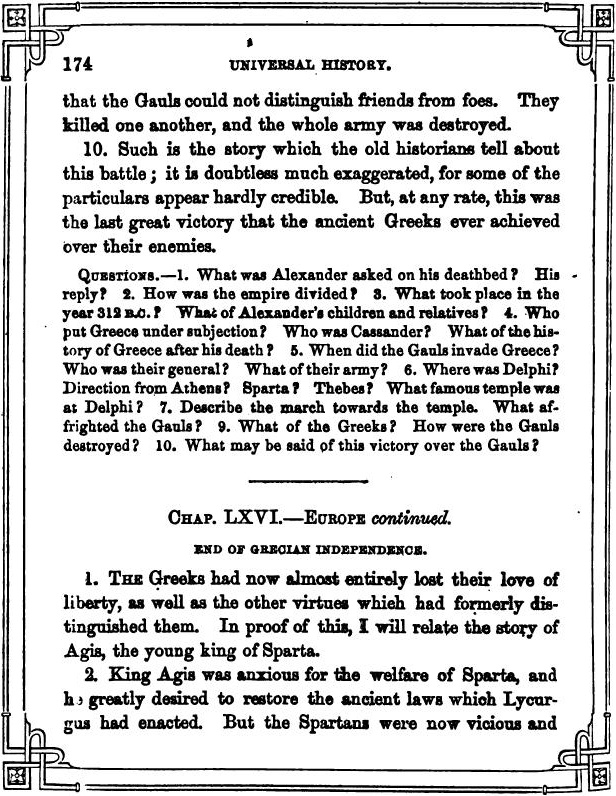 174 UNIVERSAL HISTORY.
that the Gauls could not distinguish friends from foes. They
killed one another, and the whole army was destroyed.
10. Such is the story which the old historians tell about
this battle; it is doubtless much exaggerated, for some of the
particulars appear hardly credible. But, at any rate, this was
the last great victory that the ancient Greeks ever achieved
over their enemies.
QUESTIONS.—1. What was Alexander asked on his deathbed? His
reply? 2. How was the empire divided? 3. What took place in the
year 312 B.C.? What of Alexander's children and relatives? 4. Who
put Greece under subjection? Who was Cassander? What of the his-
tory of Greece after his death? 5. When did the Gauls invade Greece?
Who was their general? What of their army? 6. Where was Delphi?
Direction from Athens? Sparta? Thebes? What famous temple was
at Delphi? 7. Describe the march towards the temple. What af-
frighted the Gauls? 9. What of the Greeks? How were the Gauls
destroyed? 10. What may be said of this victory over the Gauls?
CHAP. LXVI.—EUROPE continued.
END OF GRECIAN INDEPENDENCE.
1. THE Greeks had now almost entirely lost their love of
liberty, as well as the other virtues which had formerly dis-
tinguished them. In proof of this, I will relate the story of
Agis, the young king of Sparta.
2. King Agis was anxious for the welfare of Sparta, and
he greatly desired to restore the ancient laws which Lycur-
gus had enacted. But the Spartans were now vicious and